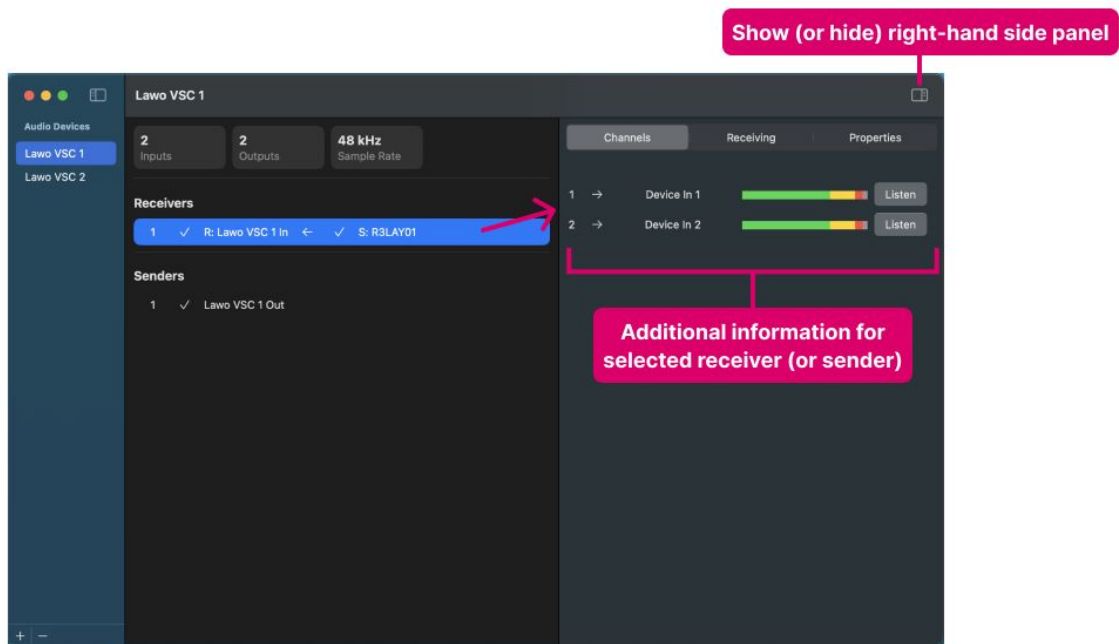 Show (or hide) right-hand side panel
Lawo VSC 1
Audio Devices
Lawo VSC 1
Lawo VSC 2
2
Inputs
2
Outputs
48 kHz
Sample Rate
Receivers
1 ✓ R: Lawo VSC 1 In ← ✓ S: R3LAY01
Senders
1 ✓ Lawo VSC 1 Out
Channels Receiving Properties
1 → Device In 1 Listen
2 → Device In 2 Listen
Additional information for
selected receiver (or sender)
+ −